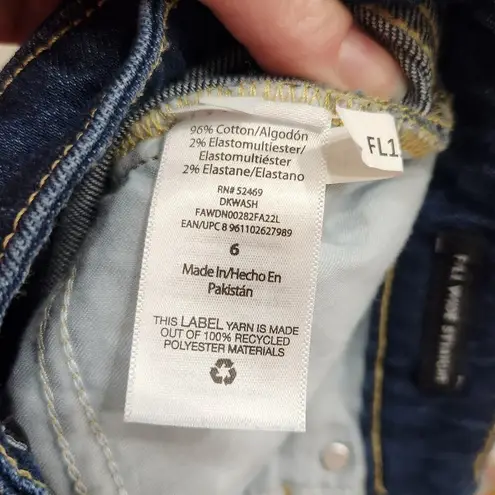 96% Cotton/Algodón
2% Elastomultiester/
Elastomultiéster
2% Elastane/Elastano
RN# 52469
DKWASH
FAWDN00282FA22L
EAN/UPC 8 961102627989
6
Made In/Hecho En
Pakistán
THIS LABEL YARN IS MADE
OUT OF 100% RECYCLED
POLYESTER MATERIALS
FL1